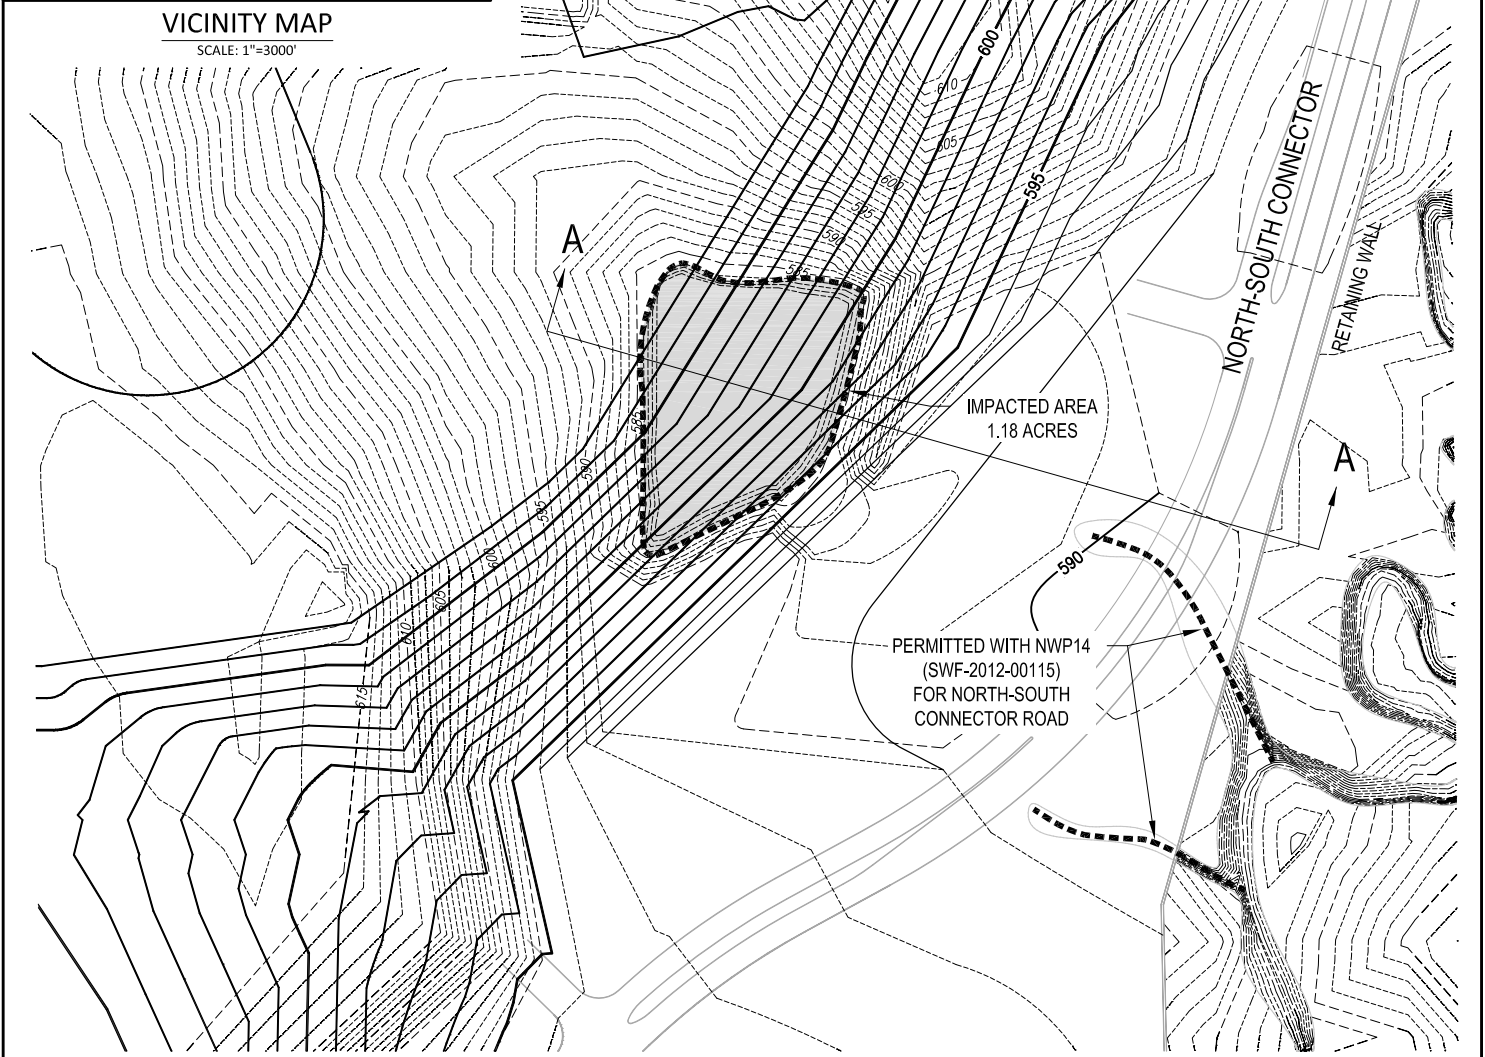 VICINITY MAP
SCALE: 1"=3000'
600
610
605
595
600
595
590
585
A
NORTH-SOUTH CONNECTOR
RETAINING WALL
IMPACTED AREA
1.18 ACRES
585
590
595
600
605
610
615
A
590
PERMITTED WITH NWP14
(SWF-2012-00115)
FOR NORTH-SOUTH
CONNECTOR ROAD